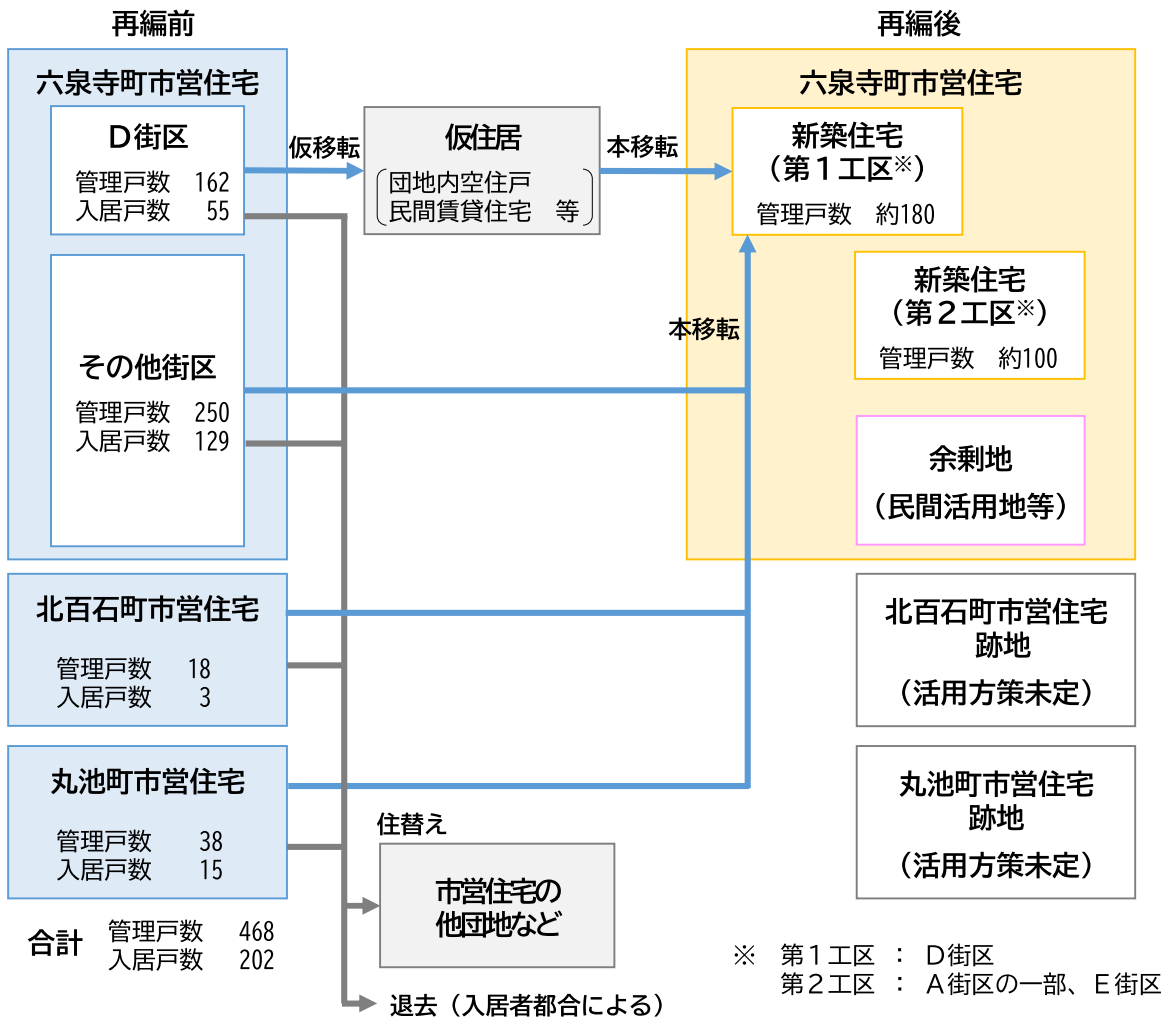 再編前
六泉寺町市営住宅
D街区
管理戸数 162
入居戸数 55
その他街区
管理戸数 250
入居戸数 129
北百石町市営住宅
管理戸数 18
入居戸数 3
丸池町市営住宅
管理戸数 38
入居戸数 15
合計
管理戸数 468
入居戸数 202
仮移転
仮住居
団地内空住戸
民間賃貸住宅 等
本移転
本移転
住替え
市営住宅の
他団地など
退去（入居者都合による）
再編後
六泉寺町市営住宅
新築住宅
（第１工区※）
管理戸数 約180
新築住宅
（第２工区※）
管理戸数 約100
余剰地
（民間活用地等）
北百石町市営住宅
跡地
（活用方策未定）
丸池町市営住宅
跡地
（活用方策未定）
※ 第１工区 ： D街区
第２工区 ： A街区の一部、E街区